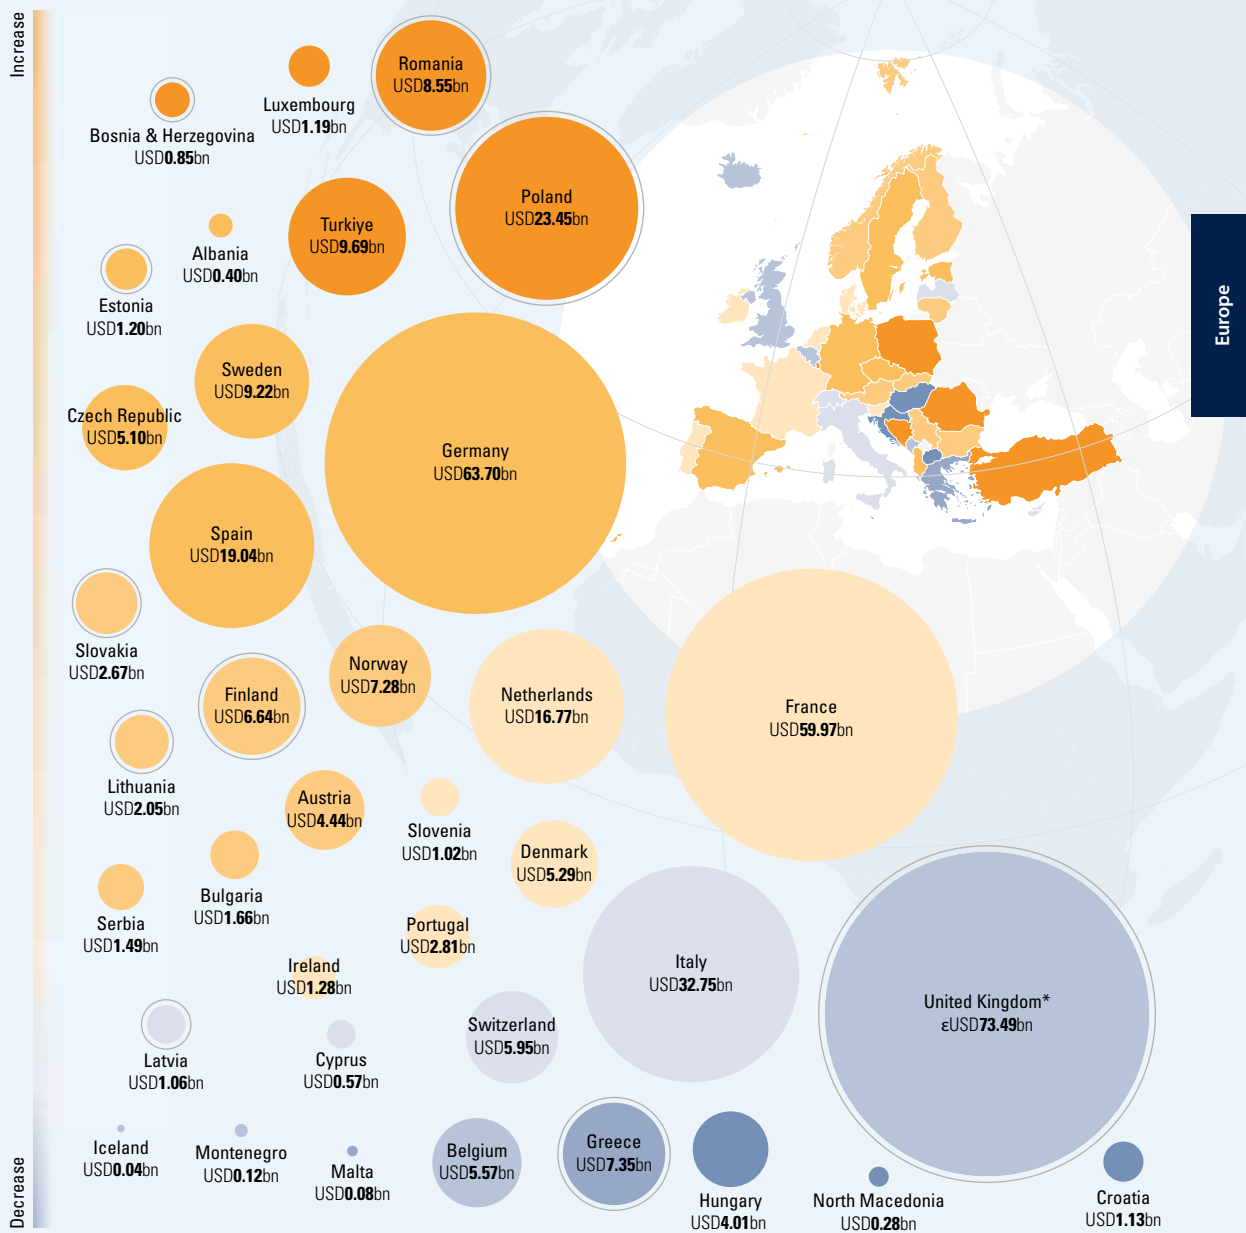 Increase
Romania
USD8.55bn
Luxembourg
USD1.19bn
Bosnia & Herzegovina
USD0.85bn
Poland
USD23.45bn
Turkiye
USD9.69bn
Albania
USD0.40bn
Estonia
USD1.20bn
Europe
Sweden
USD9.22bn
Czech Republic
USD5.10bn
Germany
USD63.70bn
Spain
USD19.04bn
Slovakia
USD2.67bn
Norway
USD7.28bn
Finland
USD6.64bn
Netherlands
USD16.77bn
France
USD59.97bn
Lithuania
USD2.05bn
Austria
USD4.44bn
Slovenia
USD1.02bn
Denmark
USD5.29bn
Bulgaria
USD1.66bn
Serbia
USD1.49bn
Portugal
USD2.81bn
Ireland
USD1.28bn
Italy
USD32.75bn
United Kingdom*
εUSD73.49bn
Switzerland
USD5.95bn
Latvia
USD1.06bn
Cyprus
USD0.57bn
Iceland
USD0.04bn
Montenegro
USD0.12bn
Malta
USD0.08bn
Belgium
USD5.57bn
Greece
USD7.35bn
Hungary
USD4.01bn
North Macedonia
USD0.28bn
Croatia
USD1.13bn
Decrease